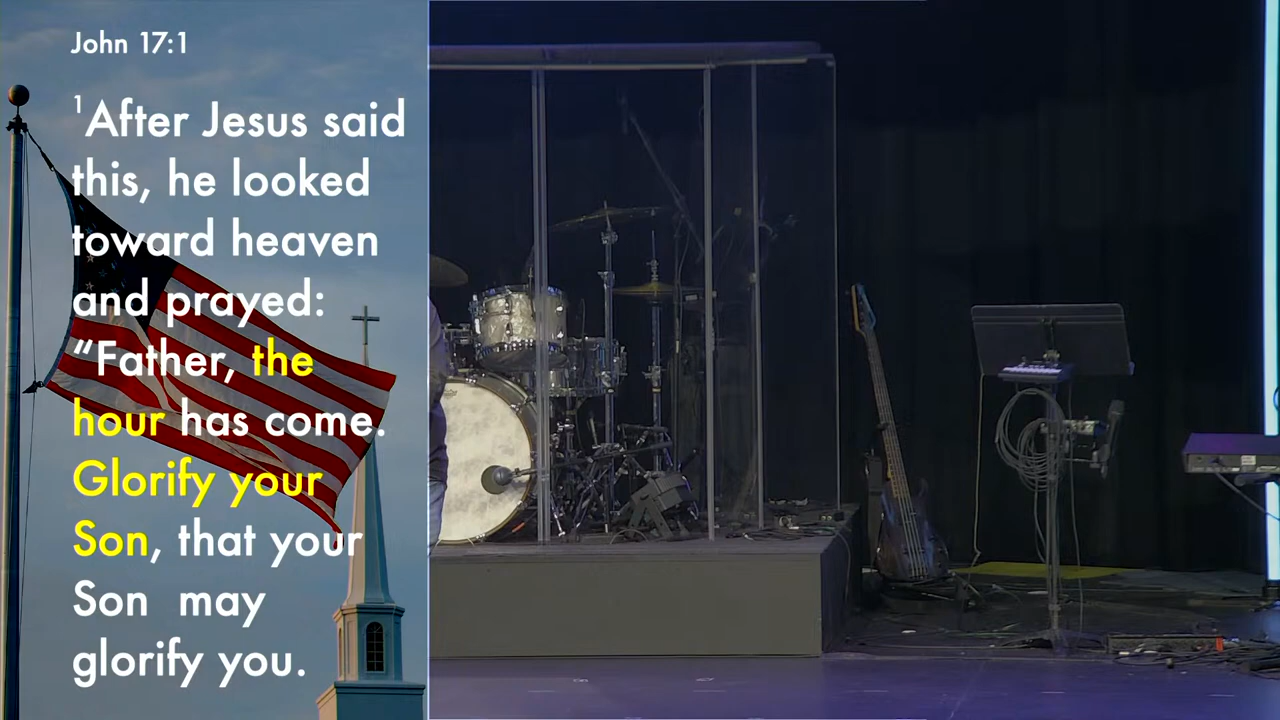 John 17:1
¹After Jesus said
this, he looked
toward heaven
and prayed:
“Father, the
hour has come.
Glorify your
Son, that your
Son may
glorify you.